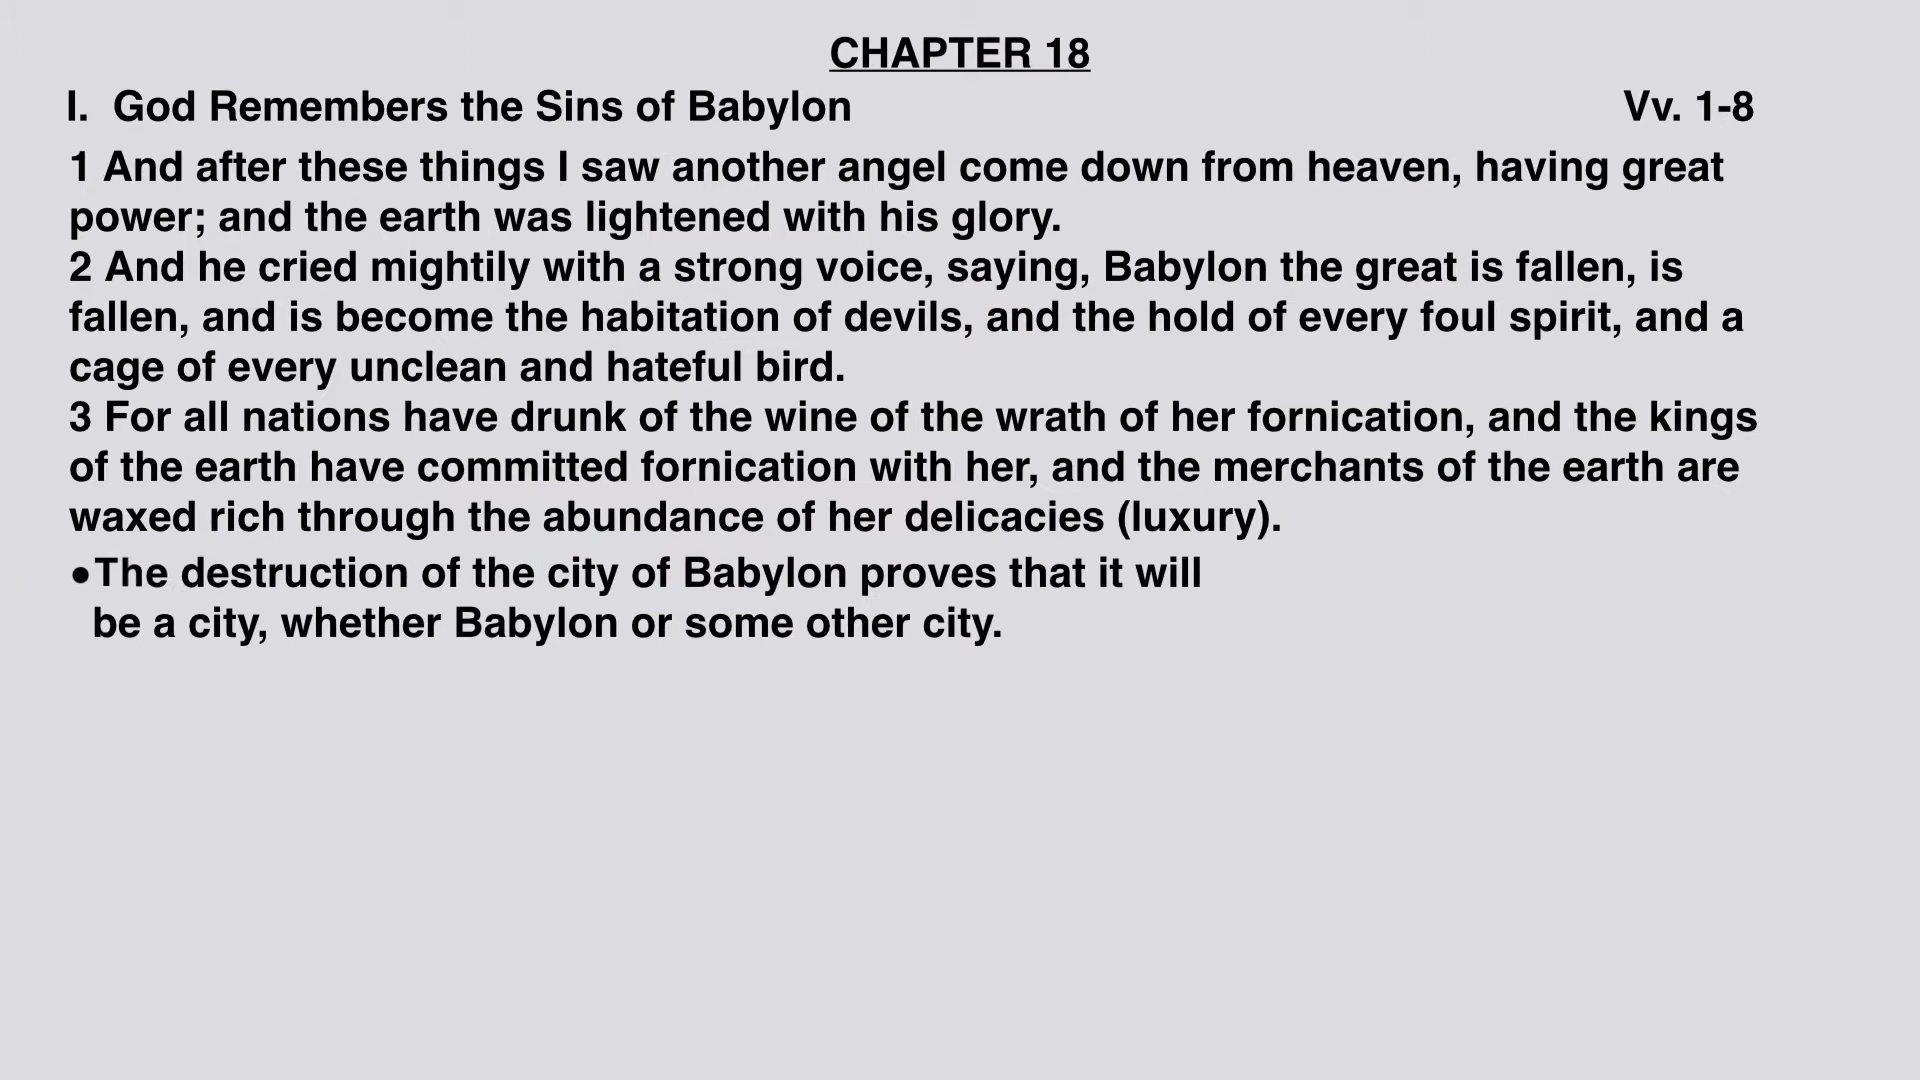 CHAPTER 18
I. God Remembers the Sins of Babylon Vv. 1-8
1 And after these things I saw another angel come down from heaven, having great
power; and the earth was lightened with his glory.
2 And he cried mightily with a strong voice, saying, Babylon the great is fallen, is
fallen, and is become the habitation of devils, and the hold of every foul spirit, and a
cage of every unclean and hateful bird.
3 For all nations have drunk of the wine of the wrath of her fornication, and the kings
of the earth have committed fornication with her, and the merchants of the earth are
waxed rich through the abundance of her delicacies (luxury).
•The destruction of the city of Babylon proves that it will
be a city, whether Babylon or some other city.